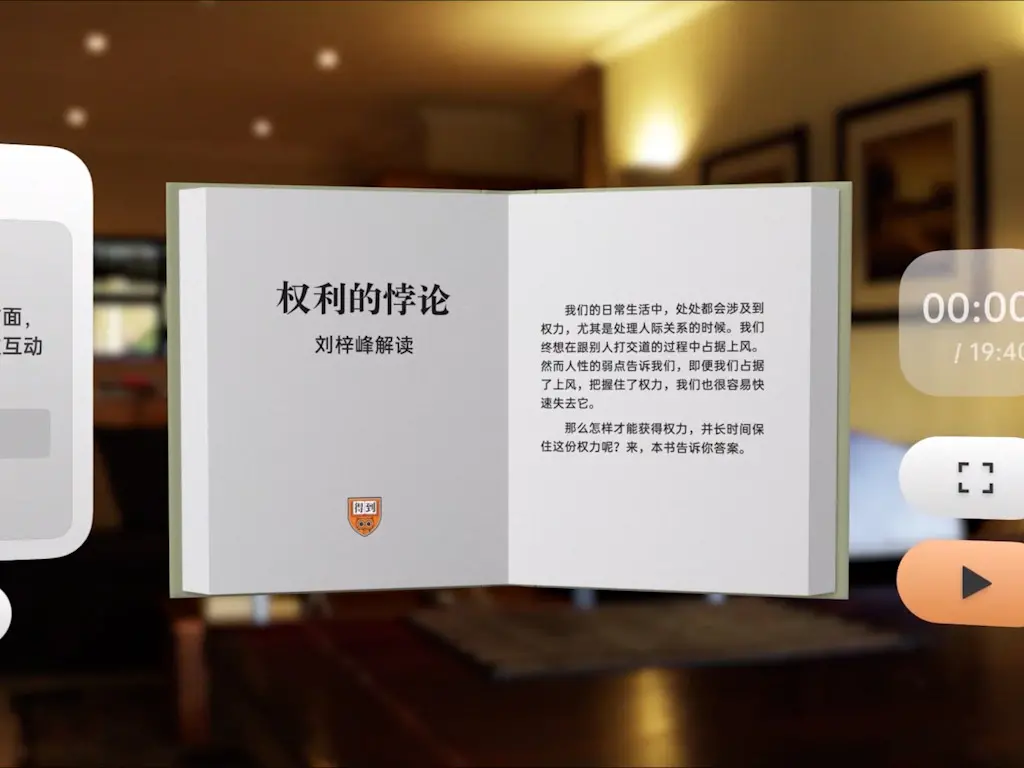 面，
互动
权利的悖论
刘梓峰解读
得到
我们的日常生活中，处处都会涉及到
权力，尤其是处理人际关系的时候。我们
终想在跟别人打交道的过程中占据上风。
然而人性的弱点告诉我们，即便我们占据
了上风，把握住了权力，我们也很容易快
速失去它。
那么怎样才能获得权力，并长时间保
住这份权力呢？来，本书告诉你答案。
00:00
/ 19:40